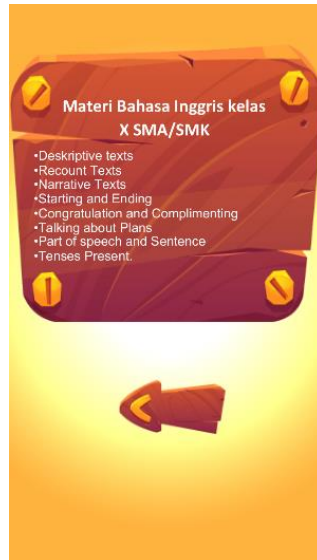 Materi Bahasa Inggris kelas
X SMA/SMK
•Deskriptive texts
•Recount Texts
•Narrative Texts
•Starting and Ending
•Congratulation and Complimenting
•Talking about Plans
•Part of speech and Sentence
•Tenses Present.